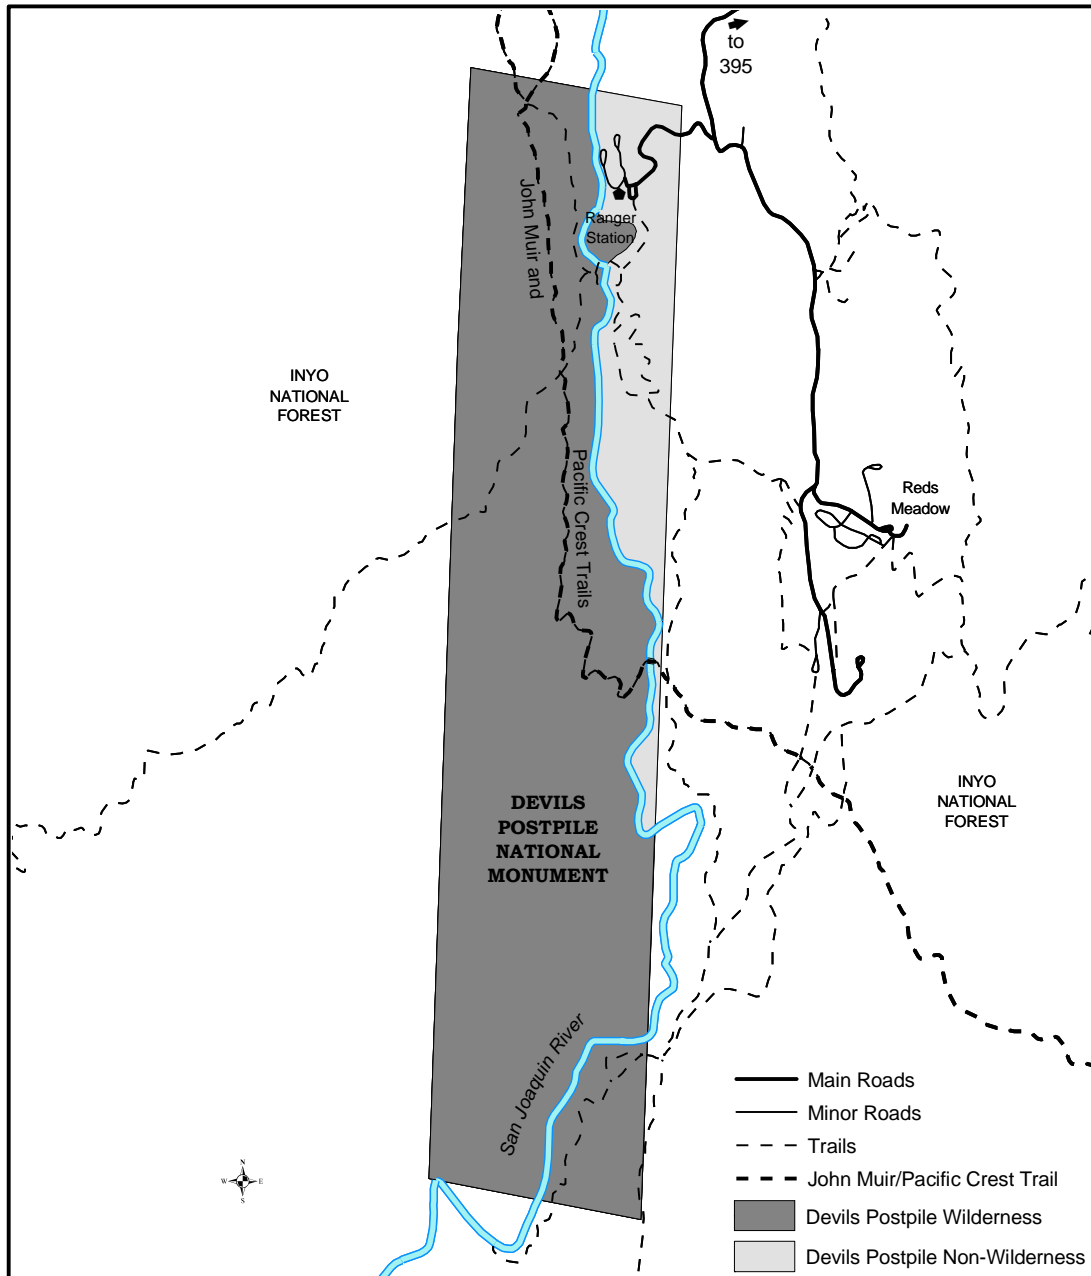 to
395
Ranger
Station
John Muir and
INYO
NATIONAL
FOREST
Pacific Crest Trails
Reds
Meadow
DEVILS
POSTPILE
NATIONAL
MONUMENT
INYO
NATIONAL
FOREST
San Joaquin River
N
W E
S
Main Roads
Minor Roads
Trails
John Muir/Pacific Crest Trail
Devils Postpile Wilderness
Devils Postpile Non-Wilderness